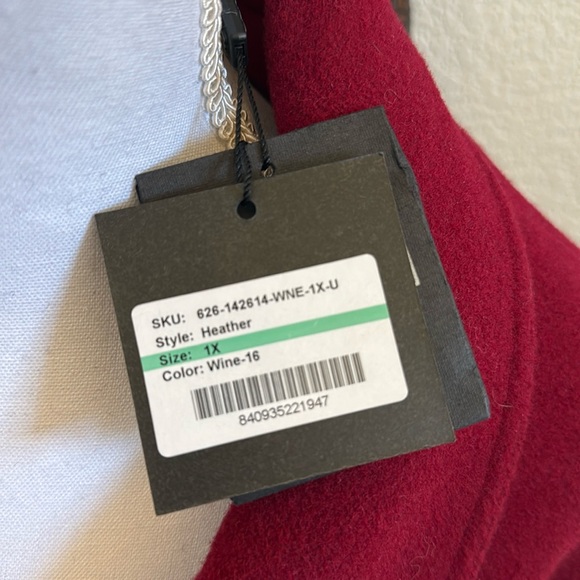 SKU: 626-142614-WNE-1X-U
Style: Heather
Size: 1X
Color: Wine-16
840935221947